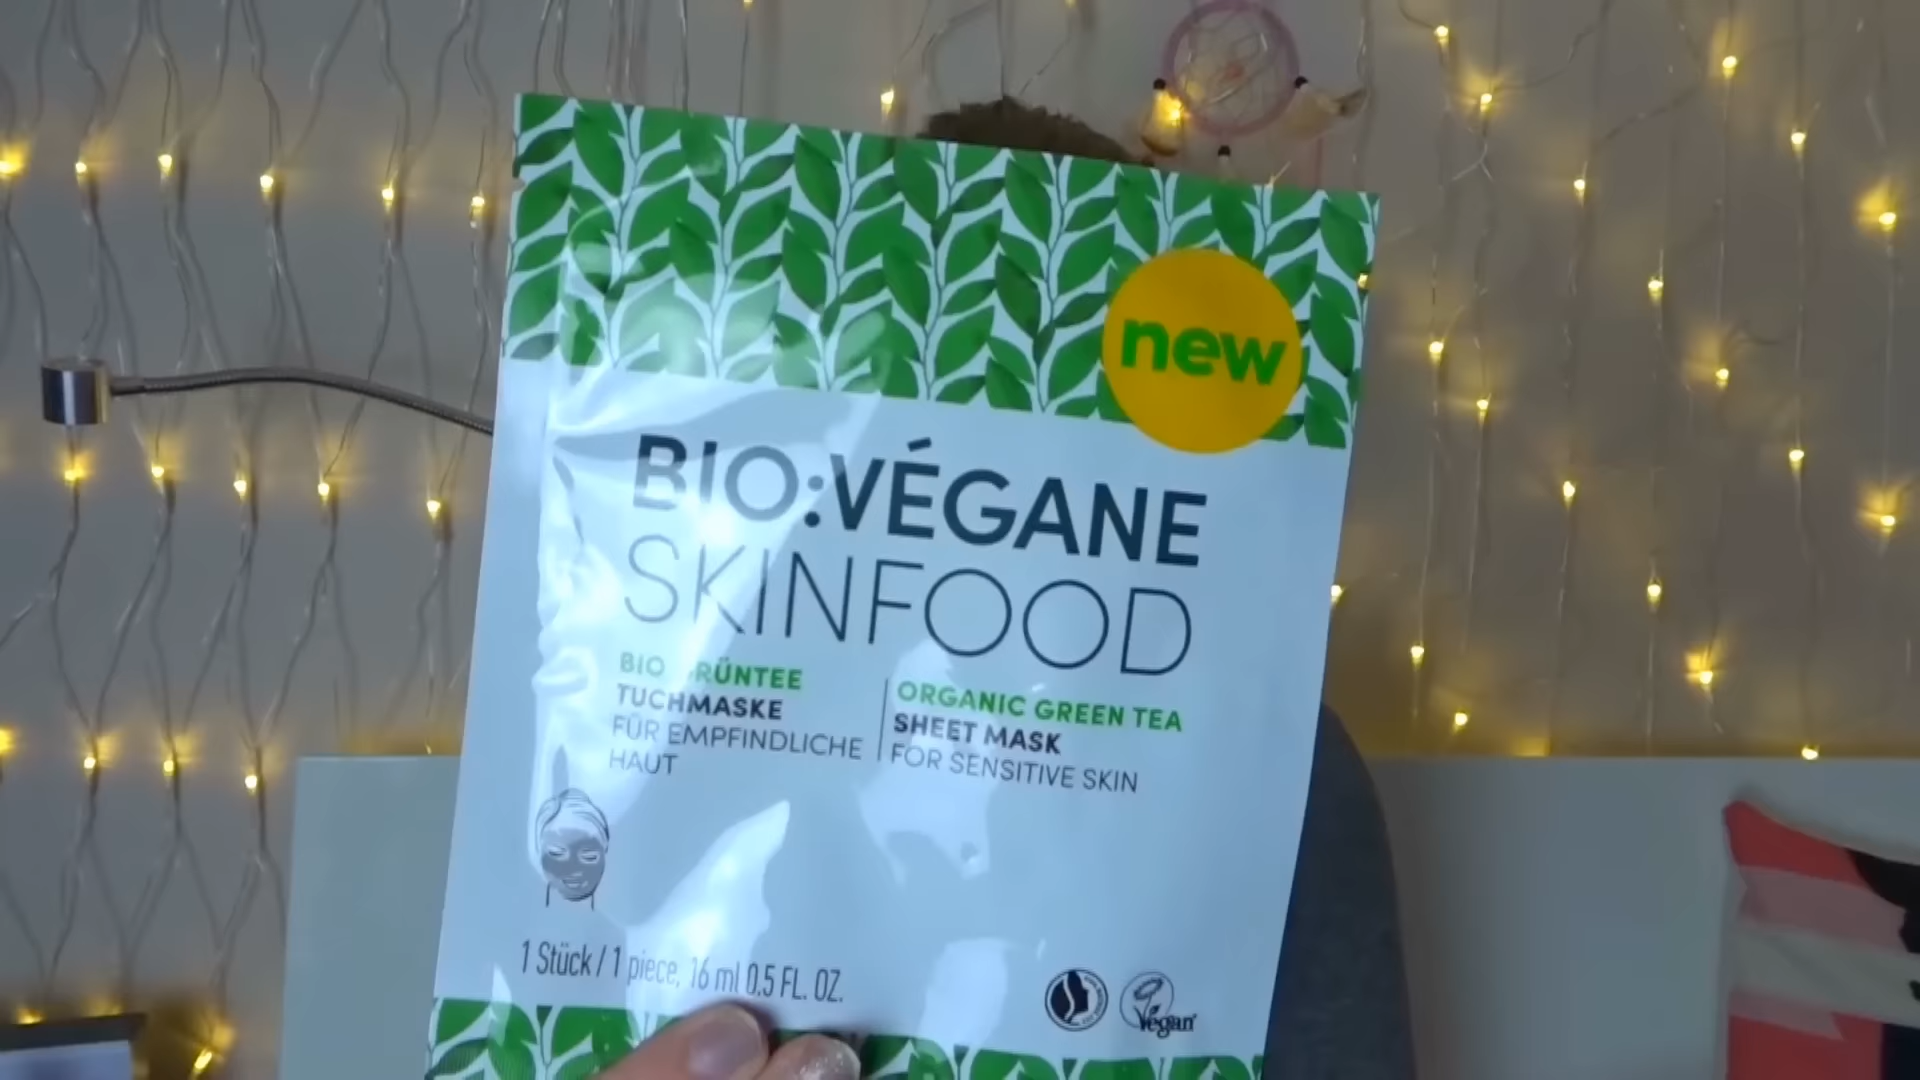 new
BIO:VÉGANE
SKINFOOD
BIO GRÜNTEE
TUCHMASKE
FÜR EMPFINDLICHE
HAUT
ORGANIC GREEN TEA
SHEET MASK
FOR SENSITIVE SKIN
1 Stück / 1 piece, 16 ml 0.5 FL. OZ.
Vegan